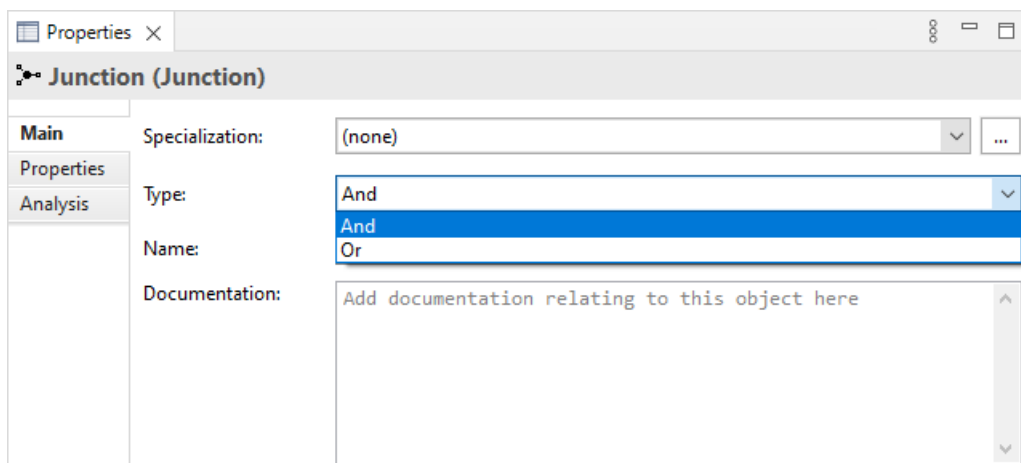 Properties
Junction (Junction)
Main
Properties
Analysis
Specialization:
(none)
...
Type:
And
And
Or
Name:
Documentation:
Add documentation relating to this object here